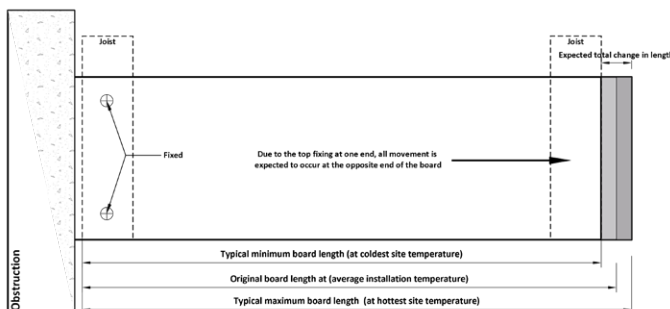 Joist
Joist
Expected total change in length
Fixed
Due to the top fixing at one end, all movement is
expected to occur at the opposite end of the board
Typical minimum board length (at coldest site temperature)
Original board length at (average installation temperature)
Typical maximum board length (at hottest site temperature)
Obstruction